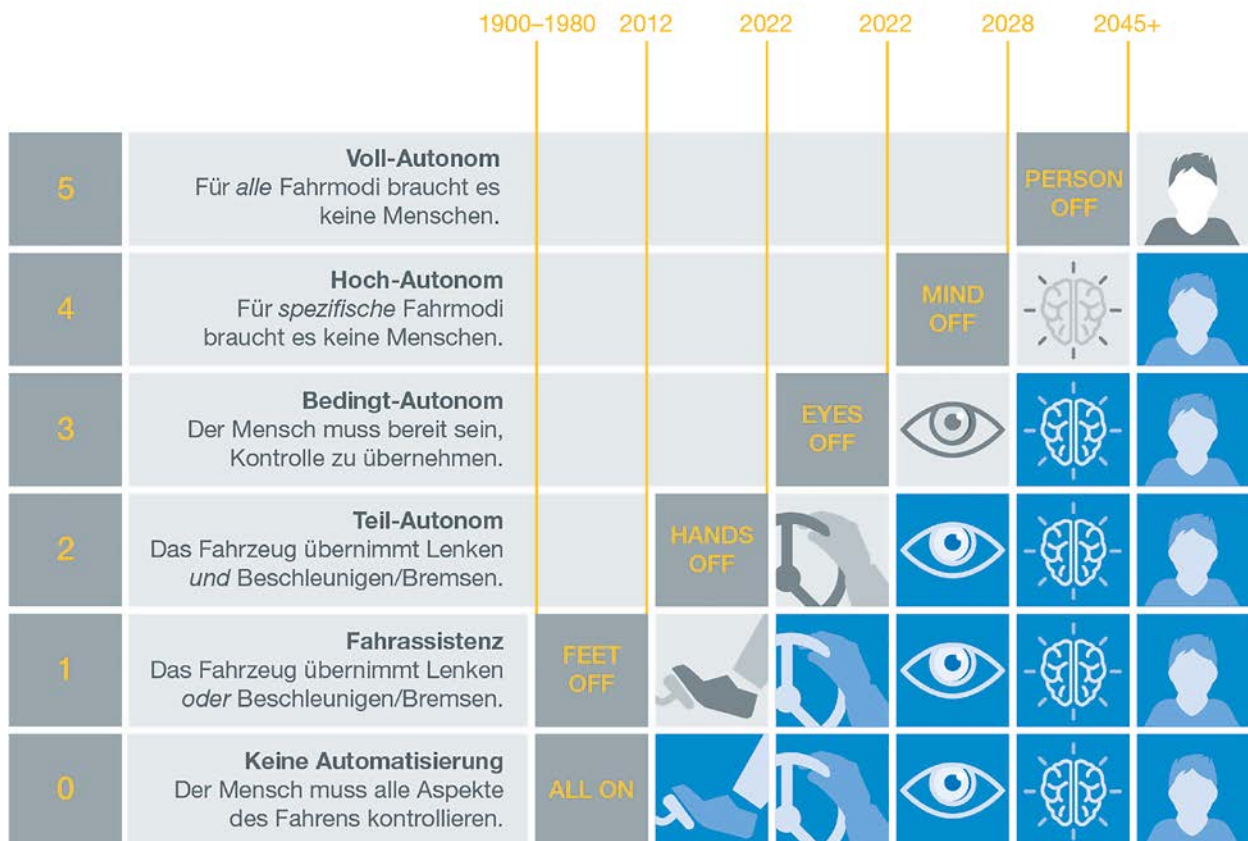 1900–1980 2012 2022 2022 2028 2045+
5
Voll-Autonom
Für alle Fahrmodi braucht es
keine Menschen.
PERSON
OFF
4
Hoch-Autonom
Für spezifische Fahrmodi
braucht es keine Menschen.
MIND
OFF
3
Bedingt-Autonom
Der Mensch muss bereit sein,
Kontrolle zu übernehmen.
EYES
OFF
2
Teil-Autonom
Das Fahrzeug übernimmt Lenken
und Beschleunigen/Bremsen.
HANDS
OFF
1
Fahrassistenz
Das Fahrzeug übernimmt Lenken
oder Beschleunigen/Bremsen.
FEET
OFF
0
Keine Automatisierung
Der Mensch muss alle Aspekte
des Fahrens kontrollieren.
ALL ON